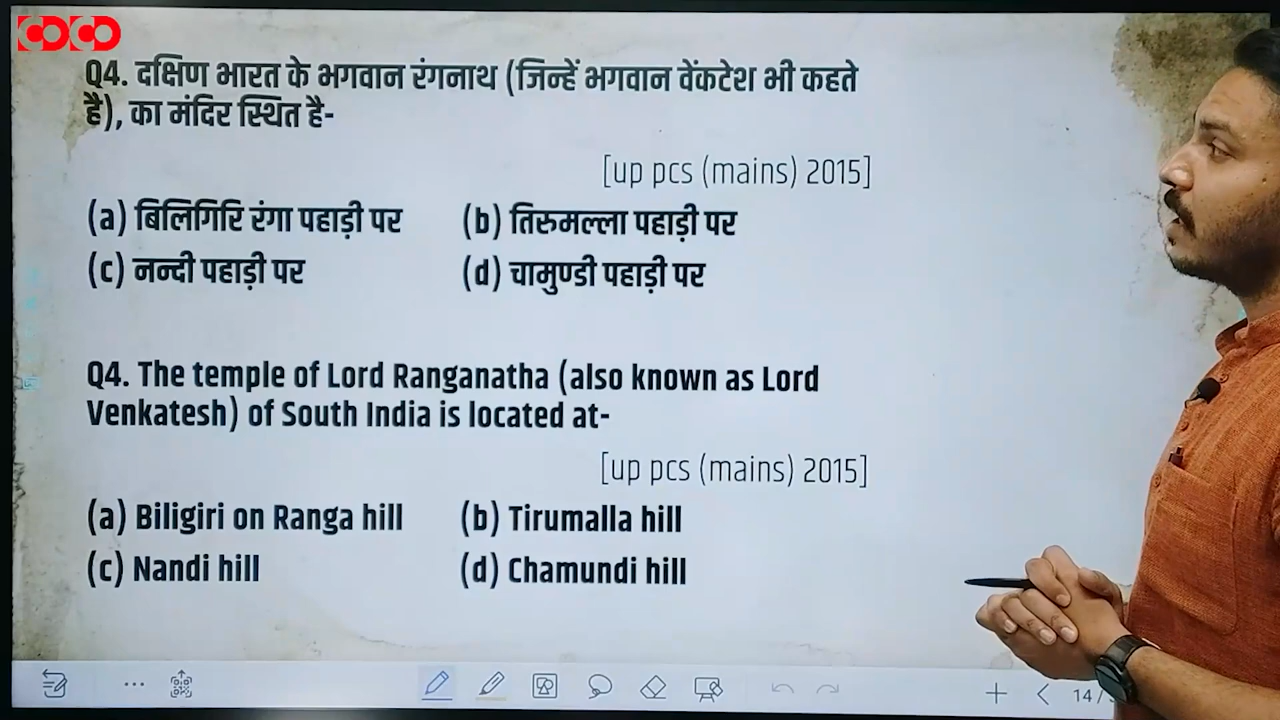 COCO
Q4. दक्षिण भारत के भगवान रंगनाथ (जिन्हें भगवान वेंकटेश भी कहते
है), का मंदिर स्थित है-
[up pcs (mains) 2015]
(a) बिलिगिरि रंगा पहाड़ी पर (b) तिरुमल्ला पहाड़ी पर
(c) नन्दी पहाड़ी पर (d) चामुण्डी पहाड़ी पर
Q4. The temple of Lord Ranganatha (also known as Lord
Venkatesh) of South India is located at-
[up pcs (mains) 2015]
(a) Biligiri on Ranga hill (b) Tirumalla hill
(c) Nandi hill (d) Chamundi hill
14 /